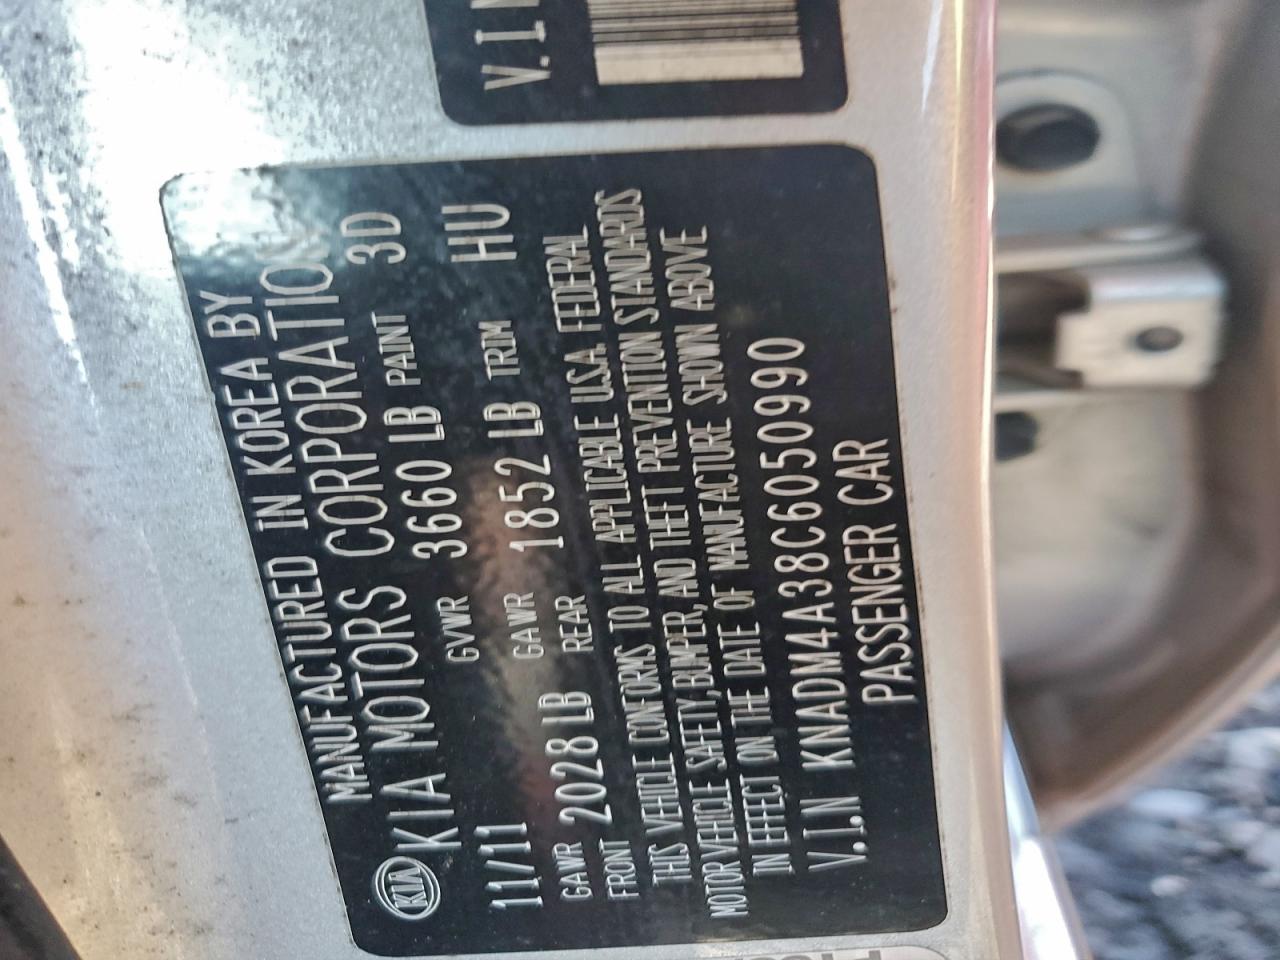 V.I.N
MANUFACTURED IN KOREA BY
KIA KIA MOTORS CORPORATION
11/11 GVWR 3660 LB PAINT 3D
GAWR FRONT 2028 LB GAWR REAR 1852 LB TRIM HU
THIS VEHICLE CONFORMS TO ALL APPLICABLE U.S.A. FEDERAL
MOTOR VEHICLE SAFETY, BUMPER, AND THEFT PREVENTION STANDARDS
IN EFFECT ON THE DATE OF MANUFACTURE SHOWN ABOVE
V.I.N KNADM4A38C6050990
PASSENGER CAR